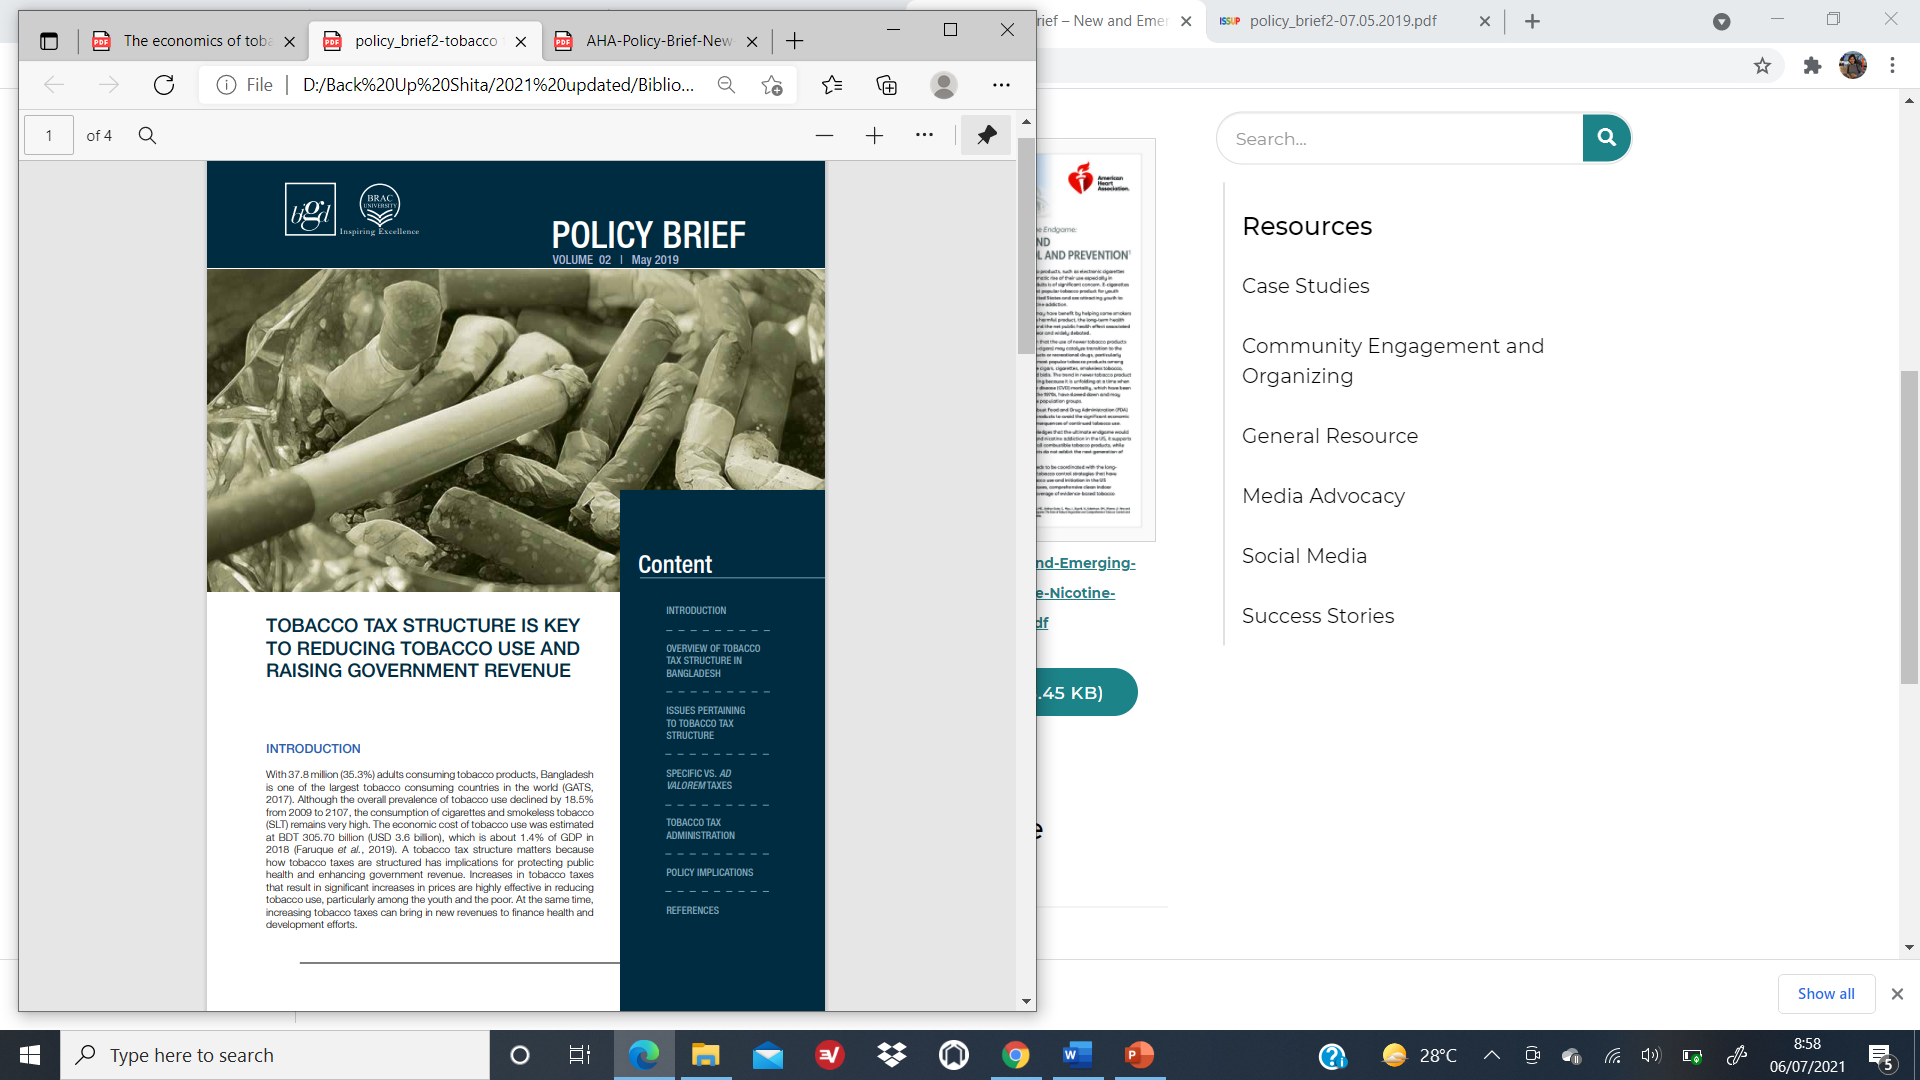 The economics of toba
policy_brief2-tobacco
AHA-Policy-Brief-New
File
D:/Back%20Up%20Shita/2021%20updated/Biblio...
1
of 4
bigd
BRAC
UNIVERSITY
Inspiring Excellence
POLICY BRIEF
VOLUME 02 | May 2019
TOBACCO TAX STRUCTURE IS KEY
TO REDUCING TOBACCO USE AND
RAISING GOVERNMENT REVENUE
INTRODUCTION
With 37.8 million (35.3%) adults consuming tobacco products, Bangladesh
is one of the largest tobacco consuming countries in the world (GATS,
2017). Although the overall prevalence of tobacco use declined by 18.5%
from 2009 to 2107, the consumption of cigarettes and smokeless tobacco
(SLT) remains very high. The economic cost of tobacco use was estimated
at BDT 305.70 billion (USD 3.6 billion), which is about 1.4% of GDP in
2018 (Faruque et al., 2019). A tobacco tax structure matters because
how tobacco taxes are structured has implications for protecting public
health and enhancing government revenue. Increases in tobacco taxes
that result in significant increases in prices are highly effective in reducing
tobacco use, particularly among the youth and the poor. At the same time,
increasing tobacco taxes can bring in new revenues to finance health and
development efforts.
Content
INTRODUCTION
OVERVIEW OF TOBACCO
TAX STRUCTURE IN
BANGLADESH
ISSUES PERTAINING
TO TOBACCO TAX
STRUCTURE
SPECIFIC VS. AD
VALOREM TAXES
TOBACCO TAX
ADMINISTRATION
POLICY IMPLICATIONS
REFERENCES
rief – New and Emer
ISSUP
policy_brief2-07.05.2019.pdf
American
Heart
Association.
e Endgame:
ND
L AND PREVENTION
nd-Emerging-
e-Nicotine-
df
.45 KB)
e
Search...
Resources
Case Studies
Community Engagement and
Organizing
General Resource
Media Advocacy
Social Media
Success Stories
Show all
Type here to search
28°C
8:58
06/07/2021
5